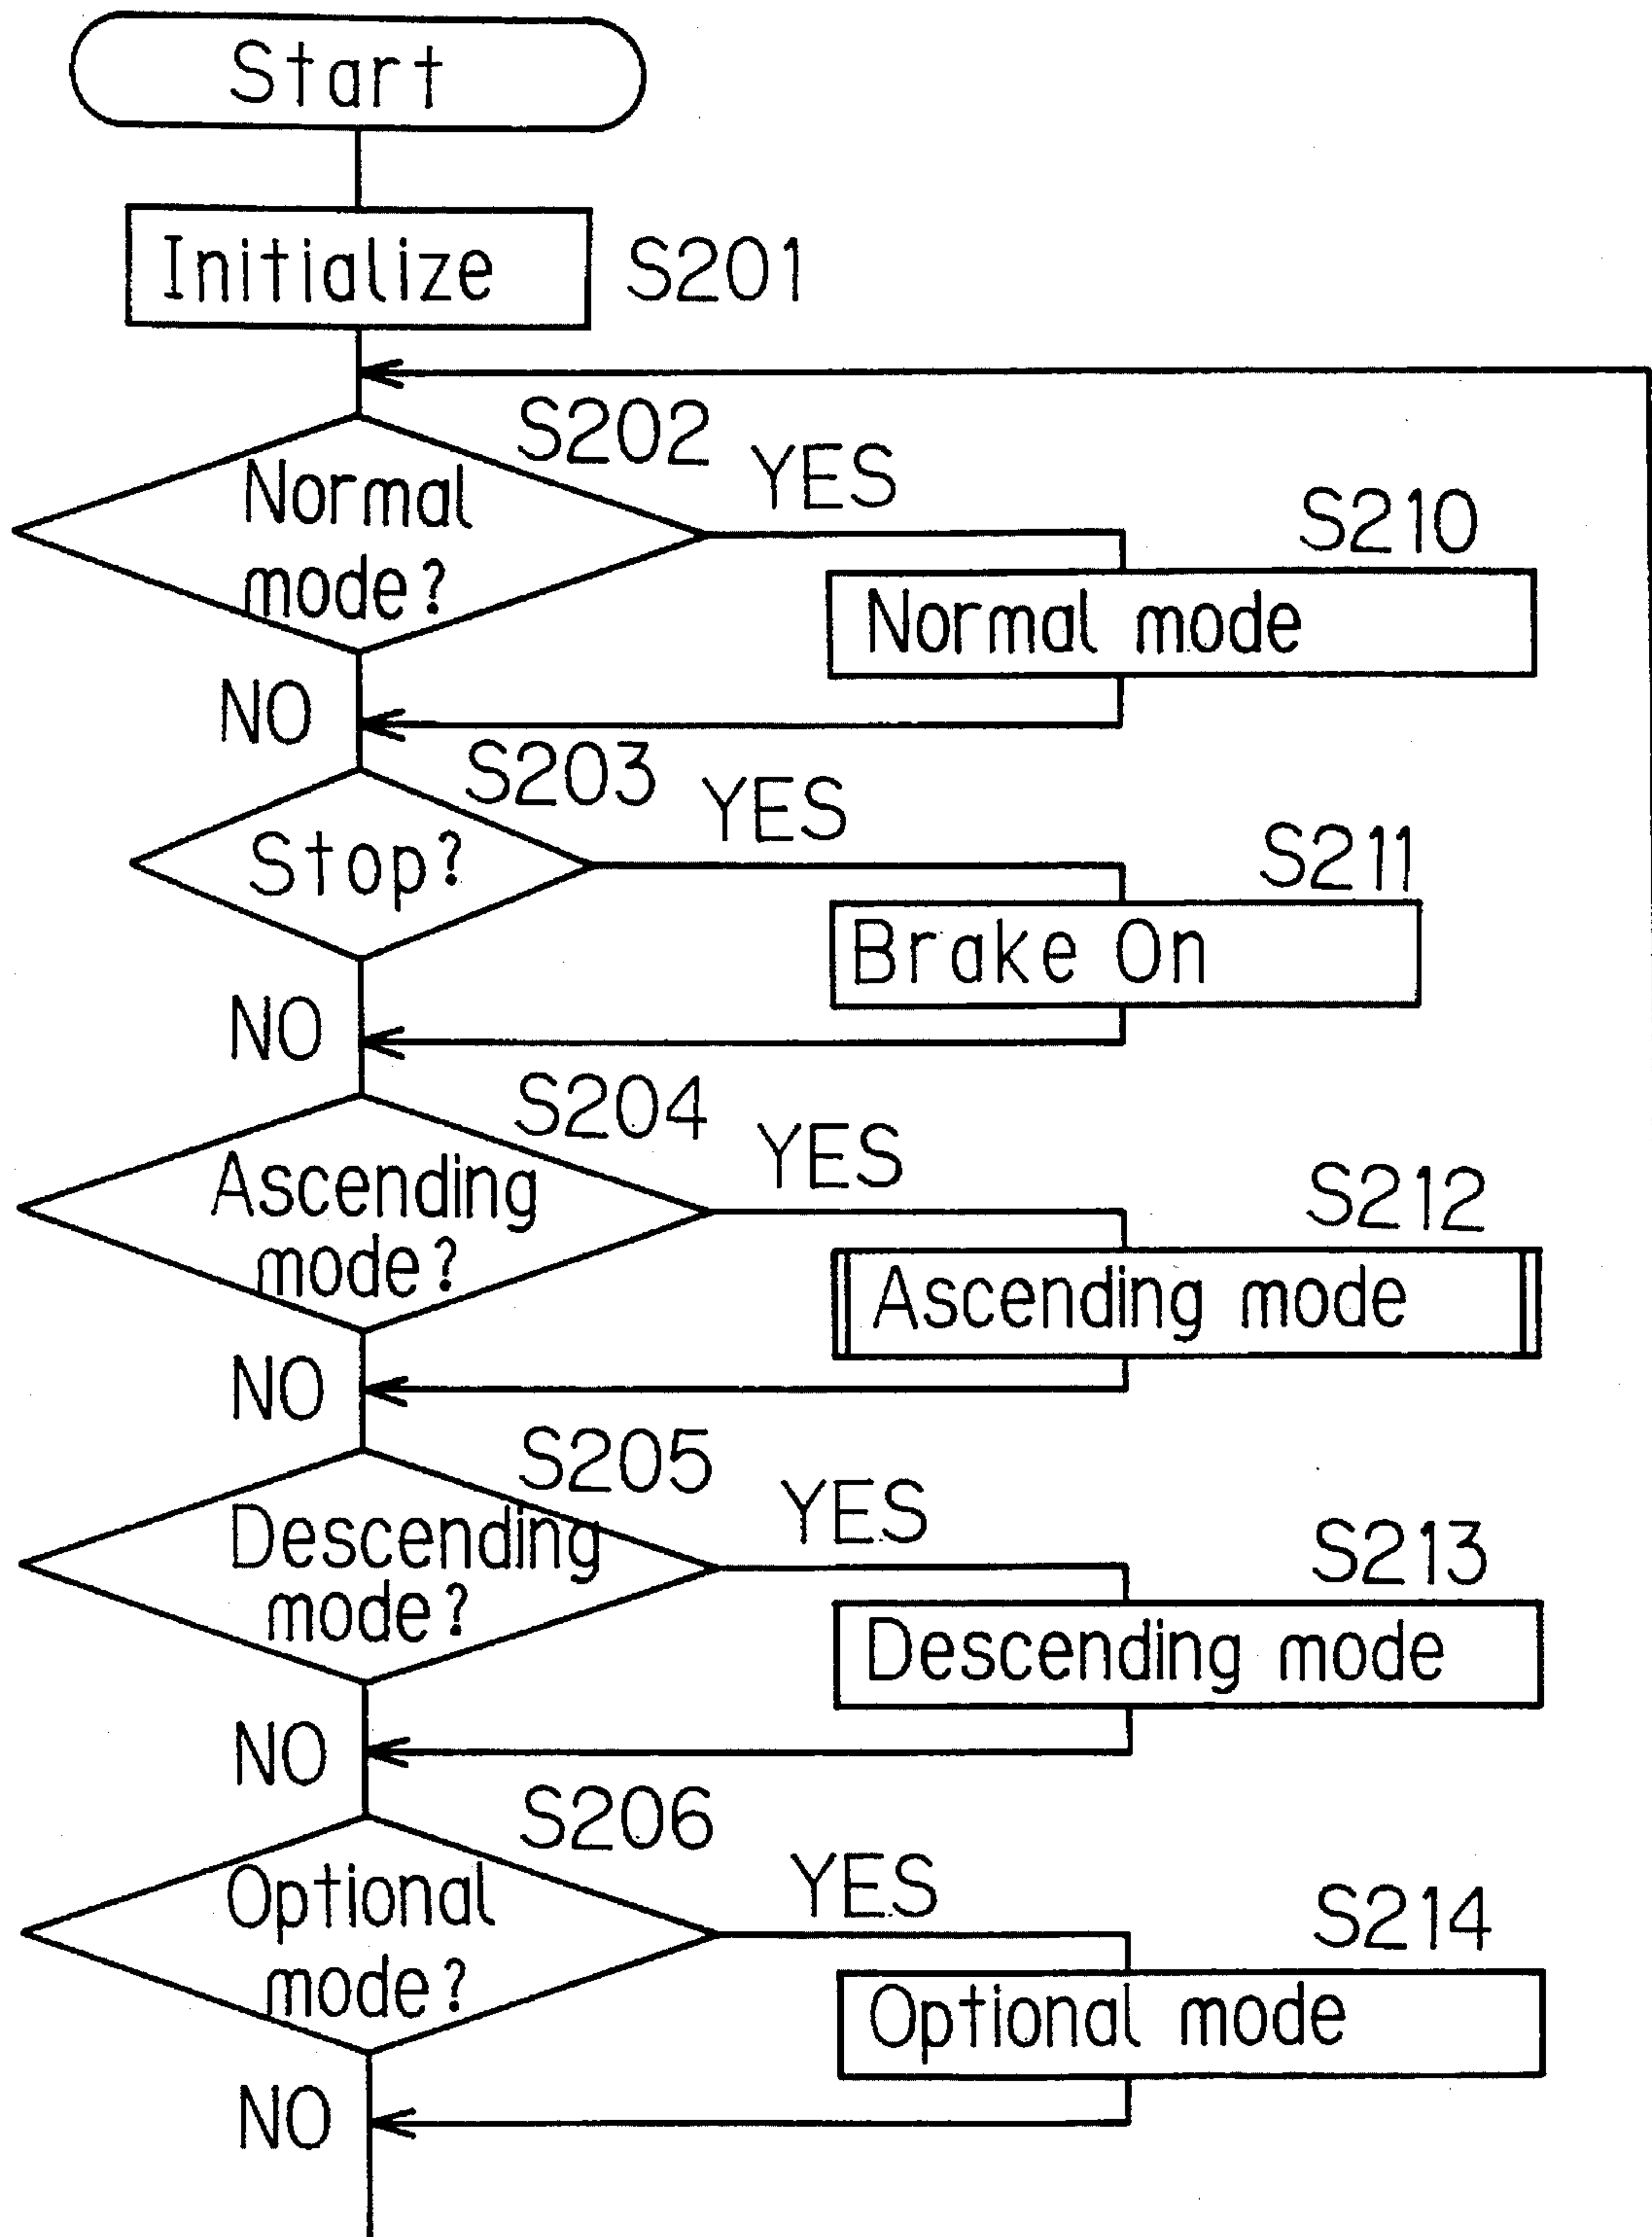 Start
Initialize
S201
S202
YES
Normal
mode?
S210
Normal mode
NO
S203
YES
Stop?
S211
Brake On
NO
S204
YES
Ascending
mode?
S212
Ascending mode
NO
S205
YES
Descending
mode?
S213
Descending mode
NO
S206
YES
Optional
mode?
S214
Optional mode
NO